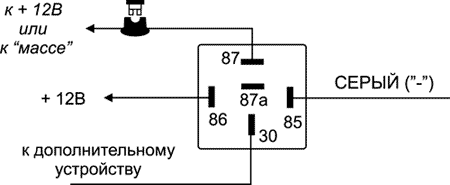 к + 12В
или
к “массе”
87
+ 12В
87а
86
85
30
СЕРЫЙ (”-”)
к дополнительному
устройству